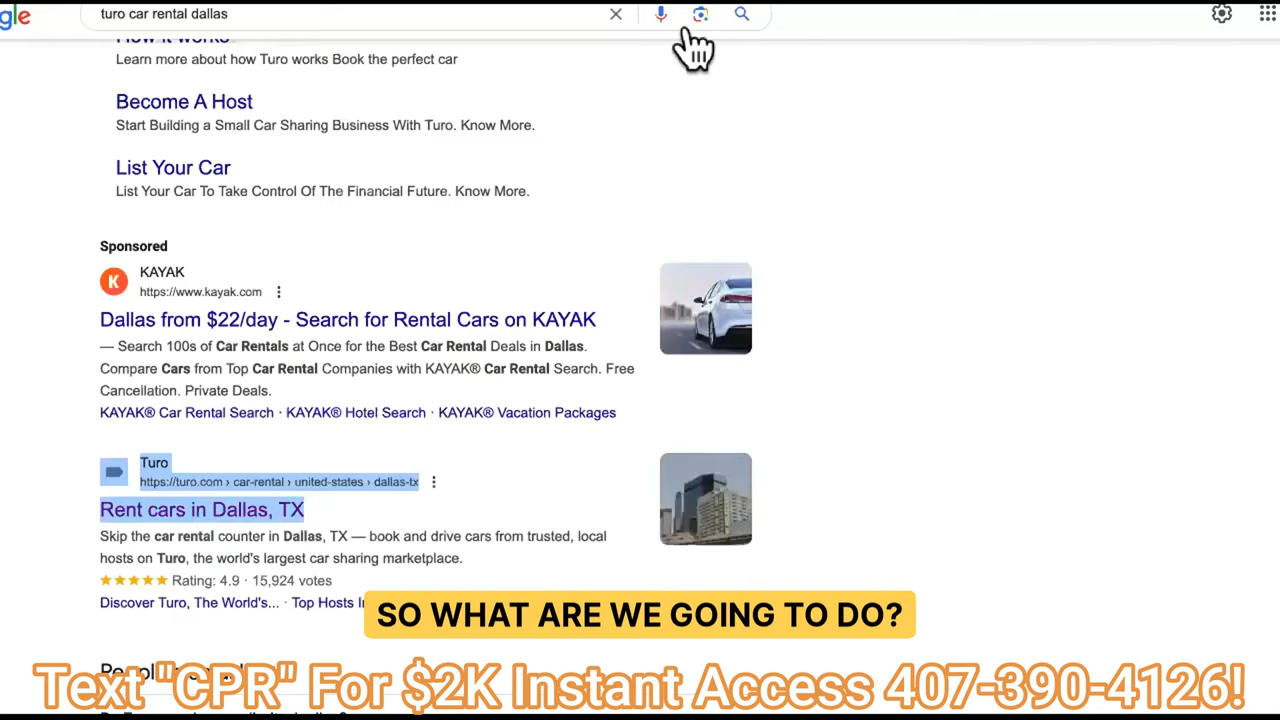 gle
turo car rental dallas
How it works
Learn more about how Turo works Book the perfect car
Become A Host
Start Building a Small Car Sharing Business With Turo. Know More.
List Your Car
List Your Car To Take Control Of The Financial Future. Know More.
Sponsored
K
KAYAK
https://www.kayak.com
Dallas from $22/day - Search for Rental Cars on KAYAK
— Search 100s of Car Rentals at Once for the Best Car Rental Deals in Dallas.
Compare Cars from Top Car Rental Companies with KAYAK® Car Rental Search. Free
Cancellation. Private Deals.
KAYAK® Car Rental Search · KAYAK® Hotel Search · KAYAK® Vacation Packages
Turo
https://turo.com › car-rental › united-states › dallas-tx
Rent cars in Dallas, TX
Skip the car rental counter in Dallas, TX — book and drive cars from trusted, local
hosts on Turo, the world's largest car sharing marketplace.
Rating: 4.9 · 15,924 votes
Discover Turo, The World's... · Top Hosts
SO WHAT ARE WE GOING TO DO?
Text "CPR" For $2K Instant Access 407-390-4126!